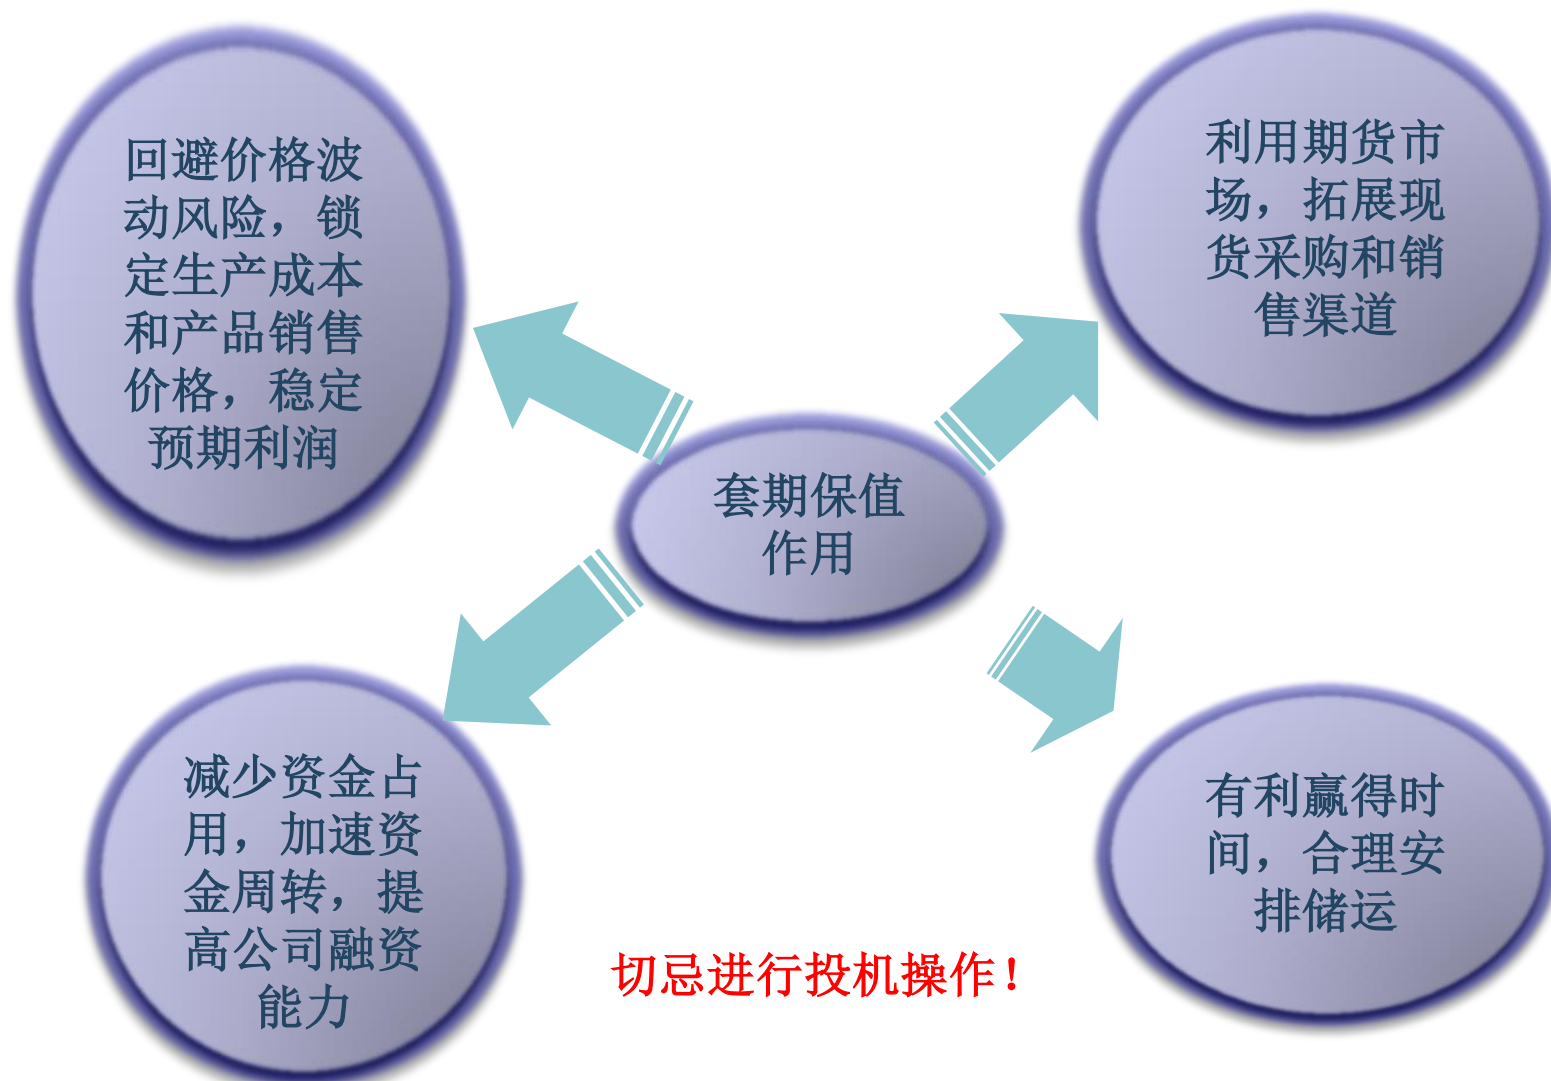 回避价格波
动风险，锁
定生产成本
和产品销售
价格，稳定
预期利润
利用期货市
场，拓展现
货采购和销
售渠道
套期保值
作用
减少资金占
用，加速资
金周转，提
高公司融资
能力
有利赢得时
间，合理安
排储运
切忌进行投机操作！